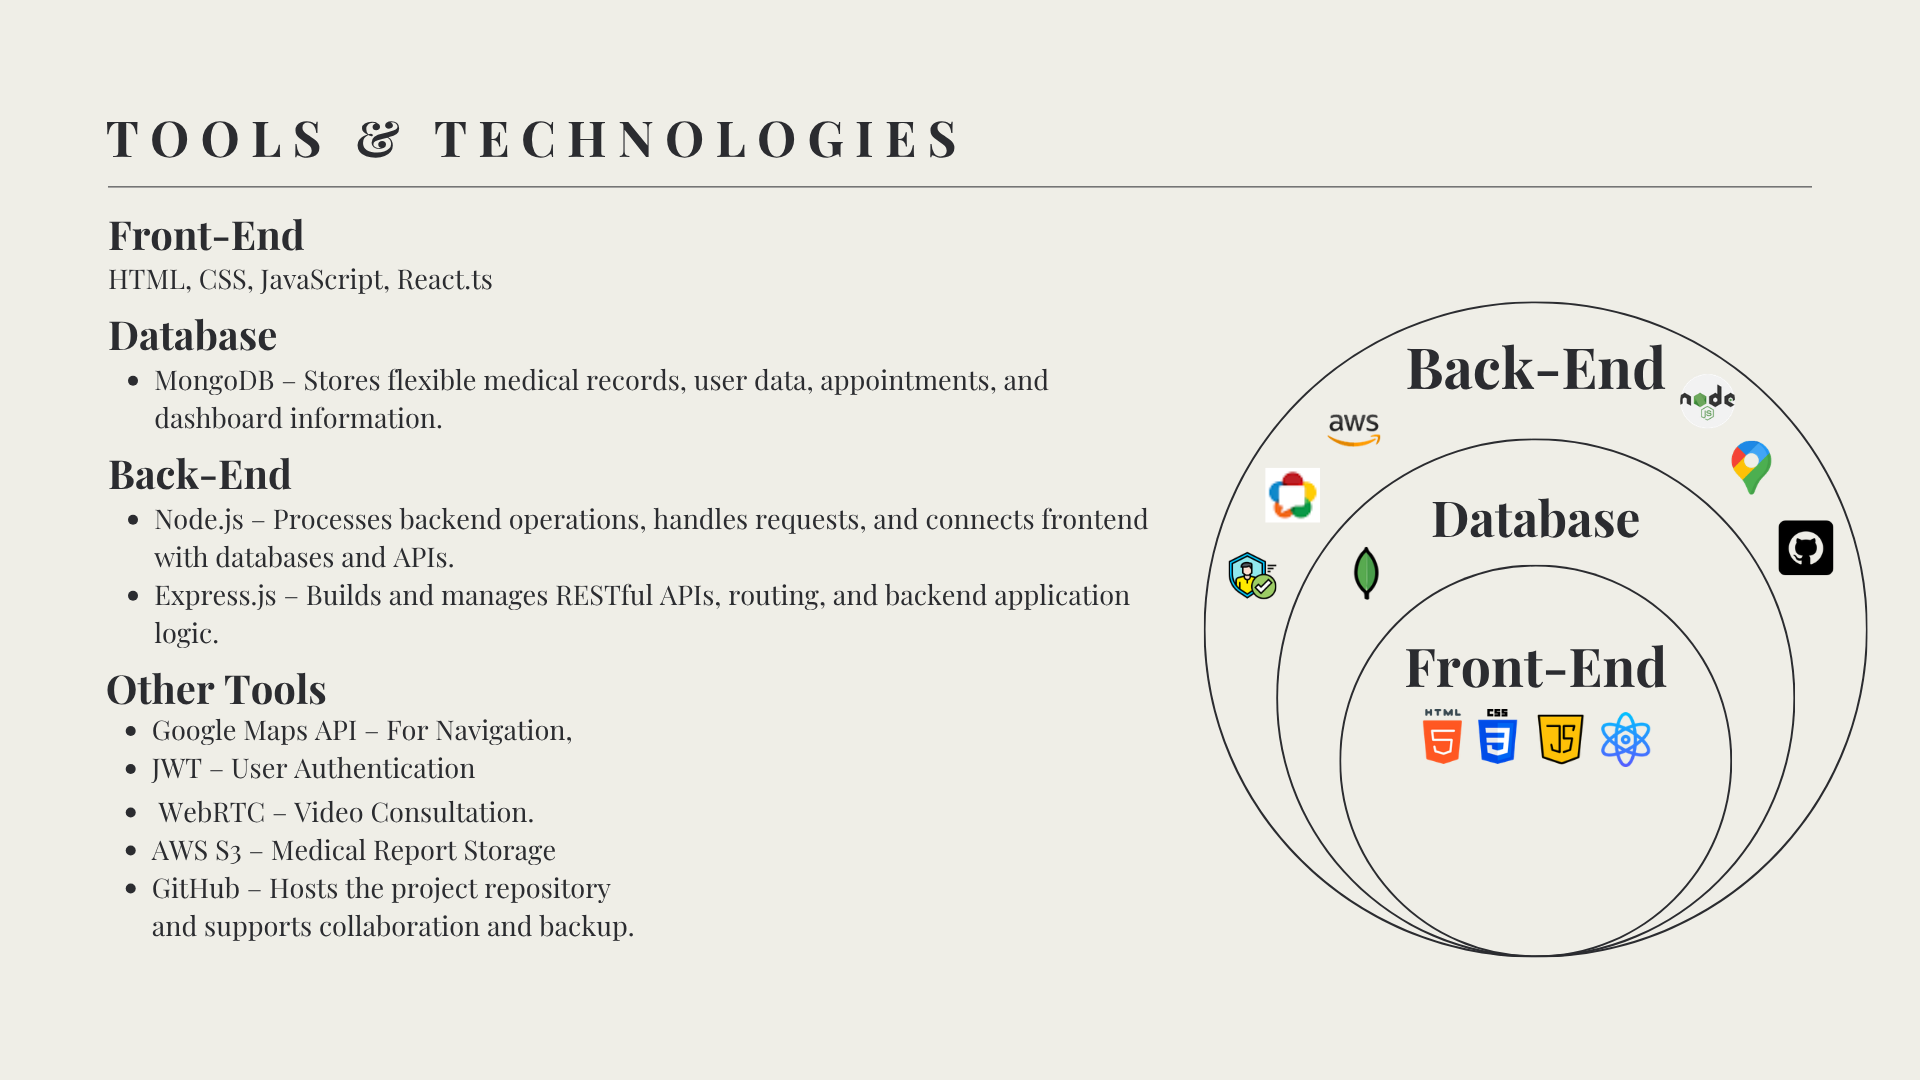 TOOLS & TECHNOLOGIES
Front-End
HTML, CSS, JavaScript, React.ts
Database
• MongoDB – Stores flexible medical records, user data, appointments, and
dashboard information.
Back-End
• Node.js – Processes backend operations, handles requests, and connects frontend
with databases and APIs.
• Express.js – Builds and manages RESTful APIs, routing, and backend application
logic.
Other Tools
• Google Maps API – For Navigation,
• JWT – User Authentication
• WebRTC – Video Consultation.
• AWS S3 – Medical Report Storage
• GitHub – Hosts the project repository
and supports collaboration and backup.
Back-End
node
JS
aws
Database
Front-End
HTML
5
CSS
3
JS